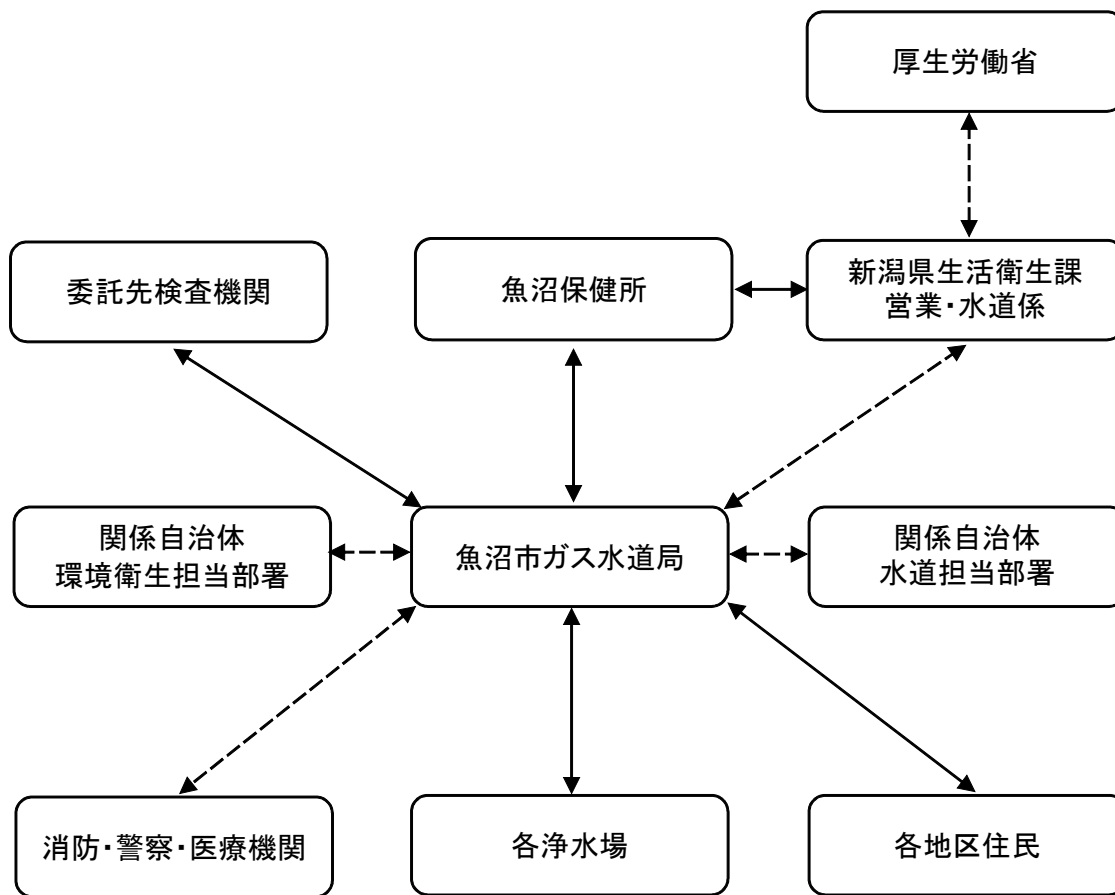 厚生労働省
委託先検査機関
魚沼保健所
新潟県生活衛生課
営業・水道係
関係自治体
環境衛生担当部署
魚沼市ガス水道局
関係自治体
水道担当部署
消防・警察・医療機関
各浄水場
各地区住民